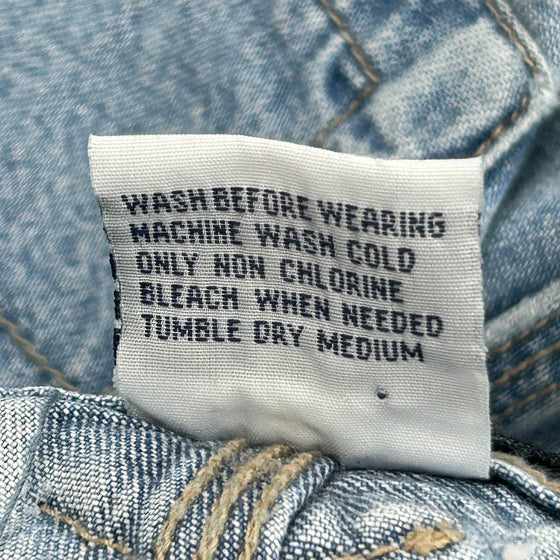 WASH BEFORE WEARING
MACHINE WASH COLD
ONLY NON CHLORINE
BLEACH WHEN NEEDED
TUMBLE DRY MEDIUM